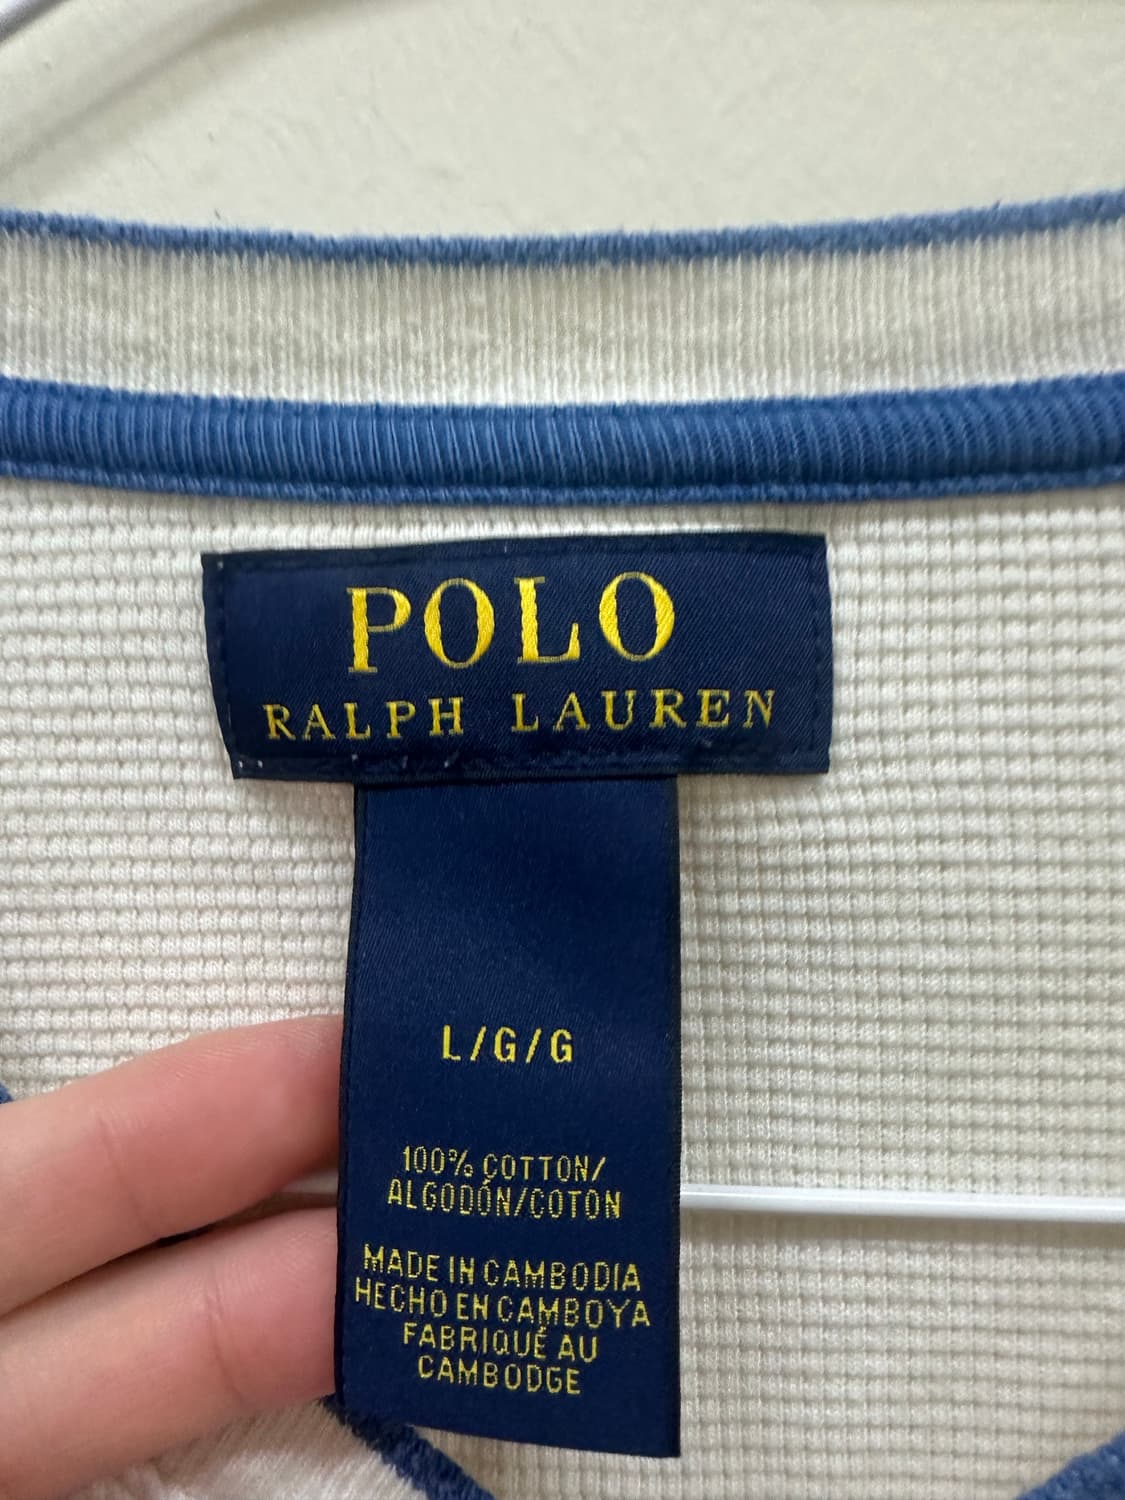 POLO
RALPH LAUREN
L/G/G
100% COTTON/
ALGODÓN/COTON
MADE IN CAMBODIA
HECHO EN CAMBOYA
FABRIQUÉ AU
CAMBODGE